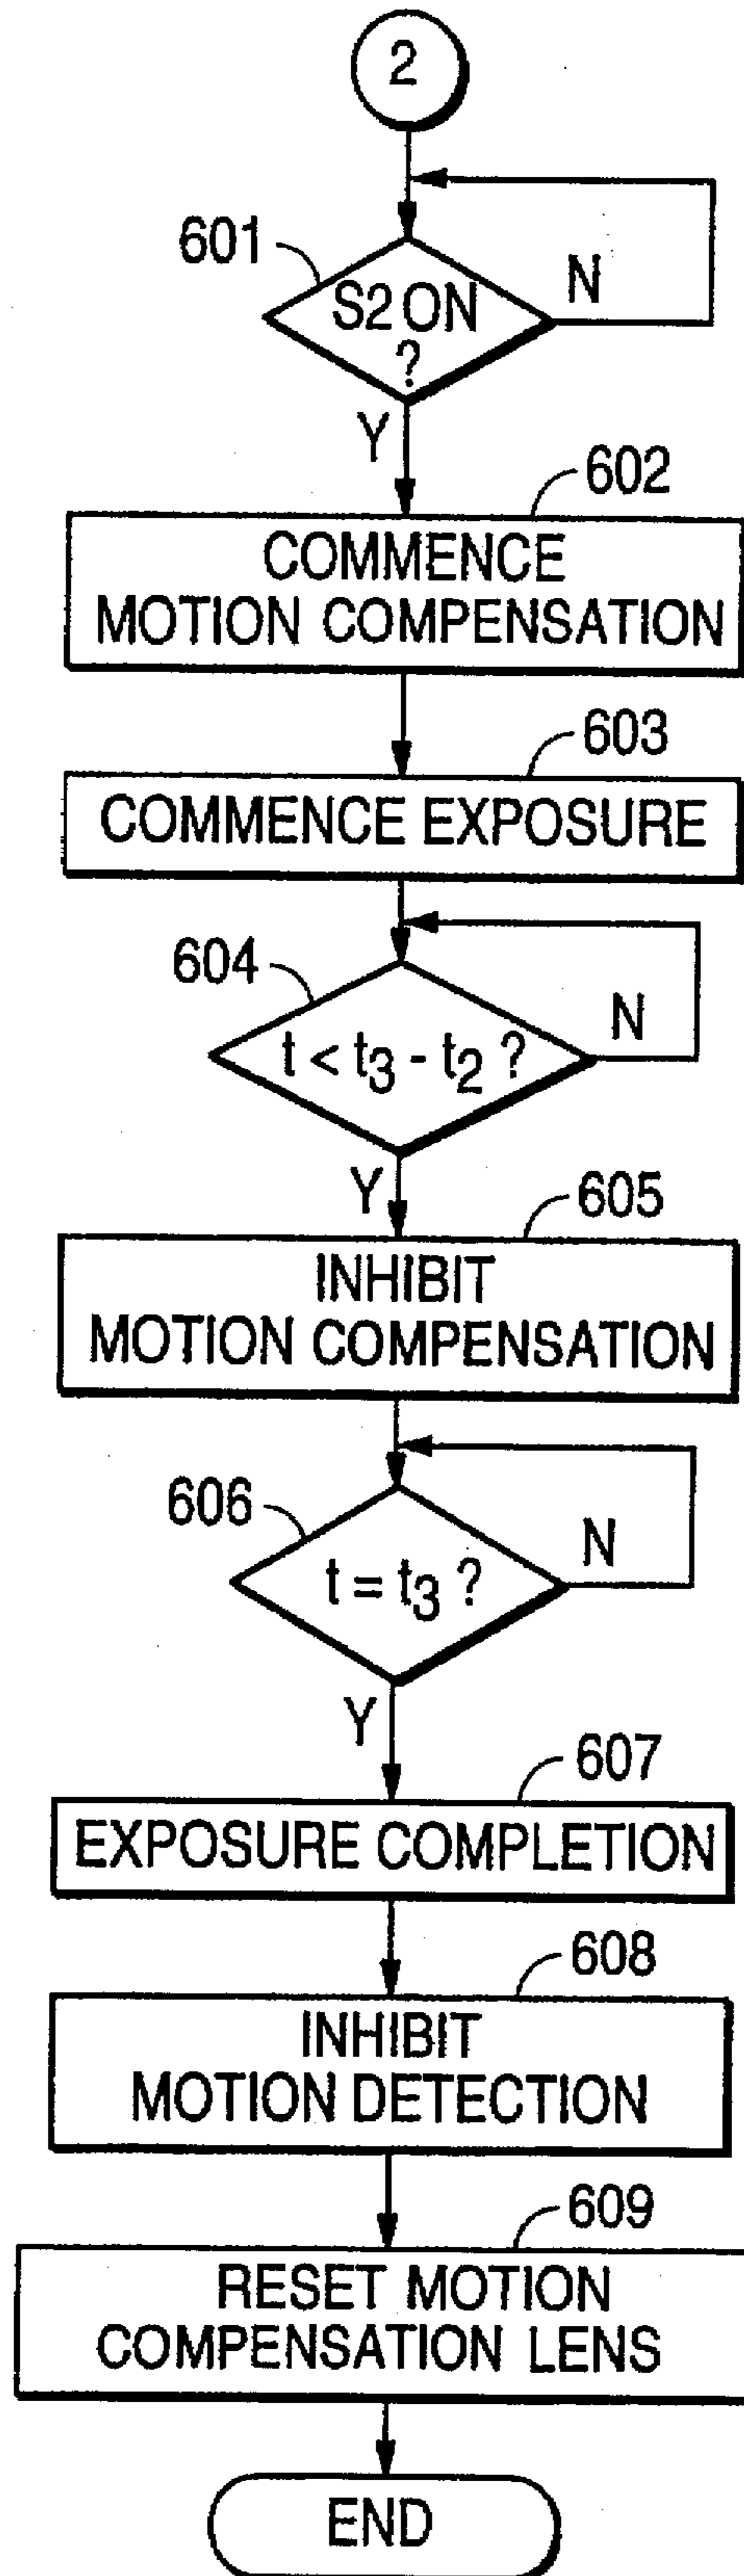 2
601
S2 ON
?
N
Y
602
COMMENCE
MOTION COMPENSATION
603
COMMENCE EXPOSURE
604
t < t3 - t2 ?
N
Y
605
INHIBIT
MOTION COMPENSATION
606
t = t3 ?
N
Y
607
EXPOSURE COMPLETION
608
INHIBIT
MOTION DETECTION
609
RESET MOTION
COMPENSATION LENS
END